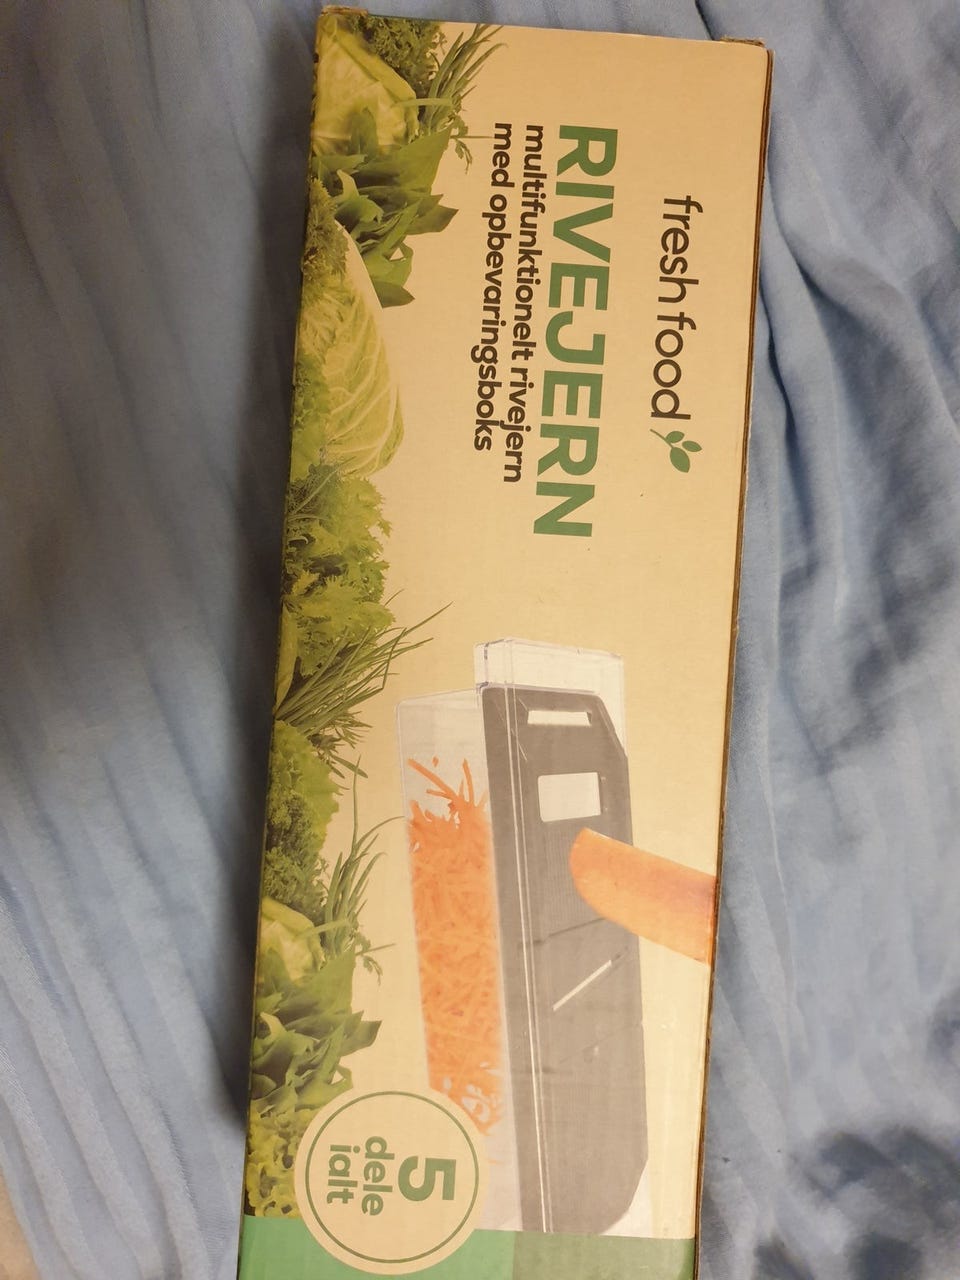 fresh food
RIVEJERN
multifunktionelt rivejern
med opbevaringsboks
5
dele
ialt